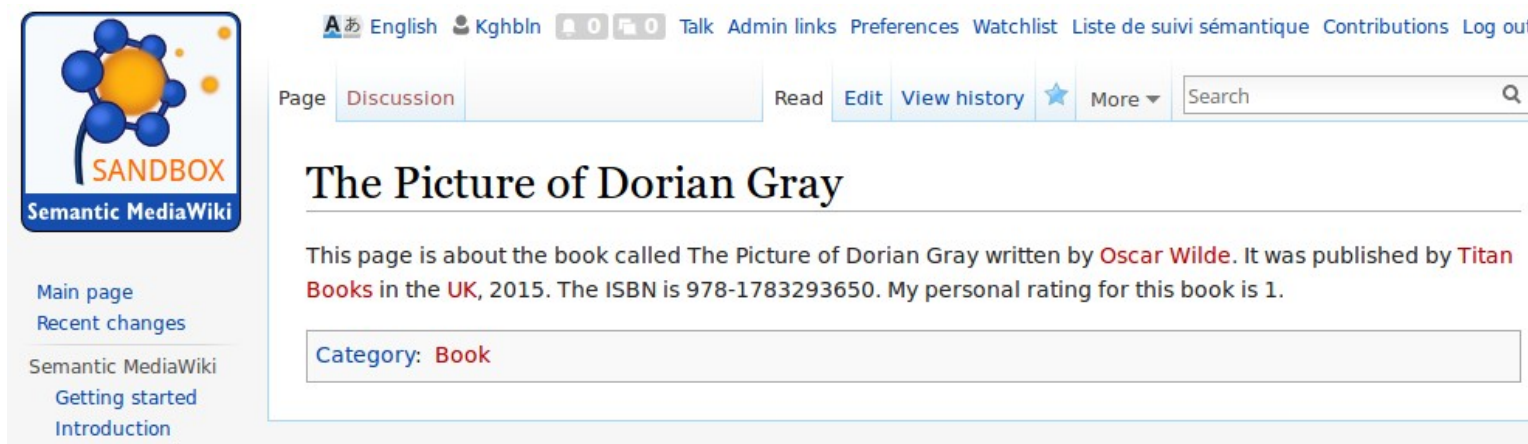 Aあ English Kghbln 0 0 Talk Admin links Preferences Watchlist Liste de suivi sémantique Contributions Log out
Page Discussion Read Edit View history More Search
SANDBOX
Semantic MediaWiki
The Picture of Dorian Gray
This page is about the book called The Picture of Dorian Gray written by Oscar Wilde. It was published by Titan
Books in the UK, 2015. The ISBN is 978-1783293650. My personal rating for this book is 1.
Category: Book
Main page
Recent changes
Semantic MediaWiki
Getting started
Introduction